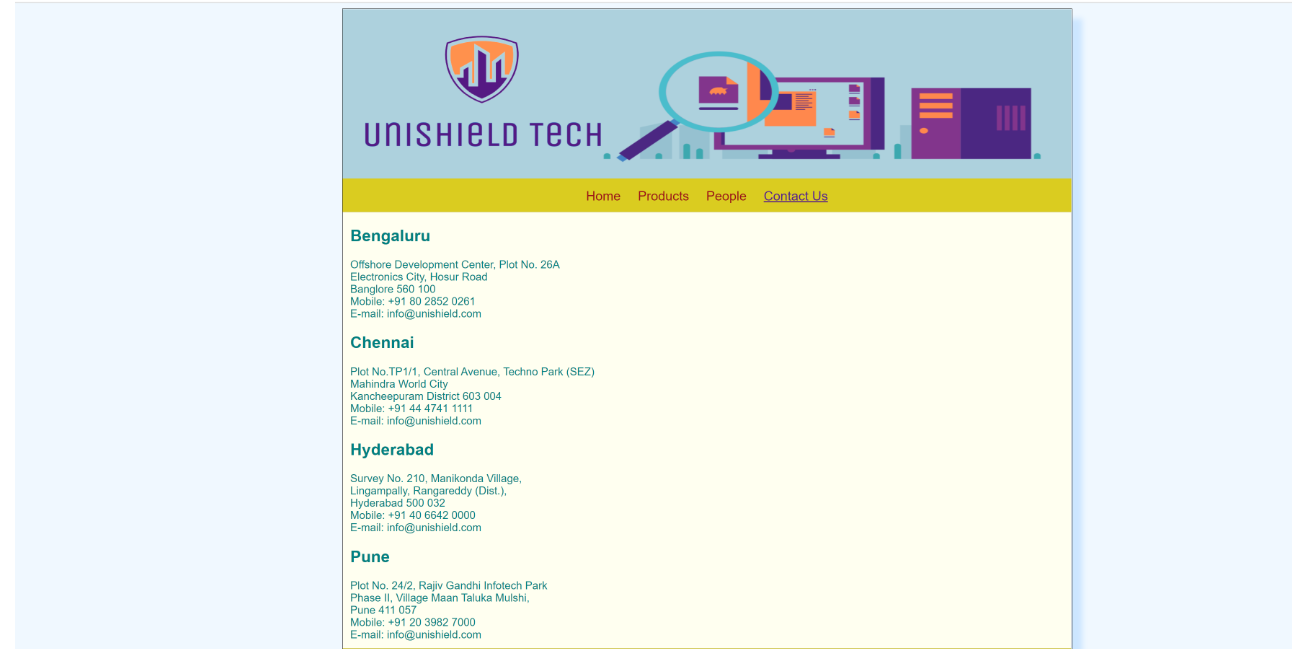 UNISHIELD TECH
Home Products People Contact Us
Bengaluru
Offshore Development Center, Plot No. 26A
Electronics City, Hosur Road
Banglore 560 100
Mobile: +91 80 2852 0261
E-mail: info@unishield.com
Chennai
Plot No.TP1/1, Central Avenue, Techno Park (SEZ)
Mahindra World City
Kancheepuram District 603 004
Mobile: +91 44 4741 1111
E-mail: info@unishield.com
Hyderabad
Survey No. 210, Manikonda Village,
Lingampally, Rangareddy (Dist.),
Hyderabad 500 032
Mobile: +91 40 6642 0000
E-mail: info@unishield.com
Pune
Plot No. 24/2, Rajiv Gandhi Infotech Park
Phase II, Village Maan Taluka Mulshi,
Pune 411 057
Mobile: +91 20 3982 7000
E-mail: info@unishield.com